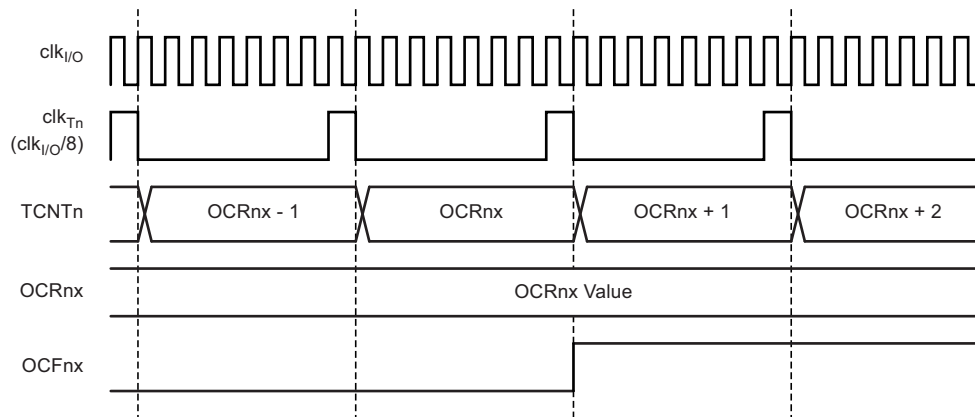 clkI/O
clkTn
(clkI/O/8)
TCNTn
OCRnx - 1
OCRnx
OCRnx + 1
OCRnx + 2
OCRnx
OCRnx Value
OCFnx